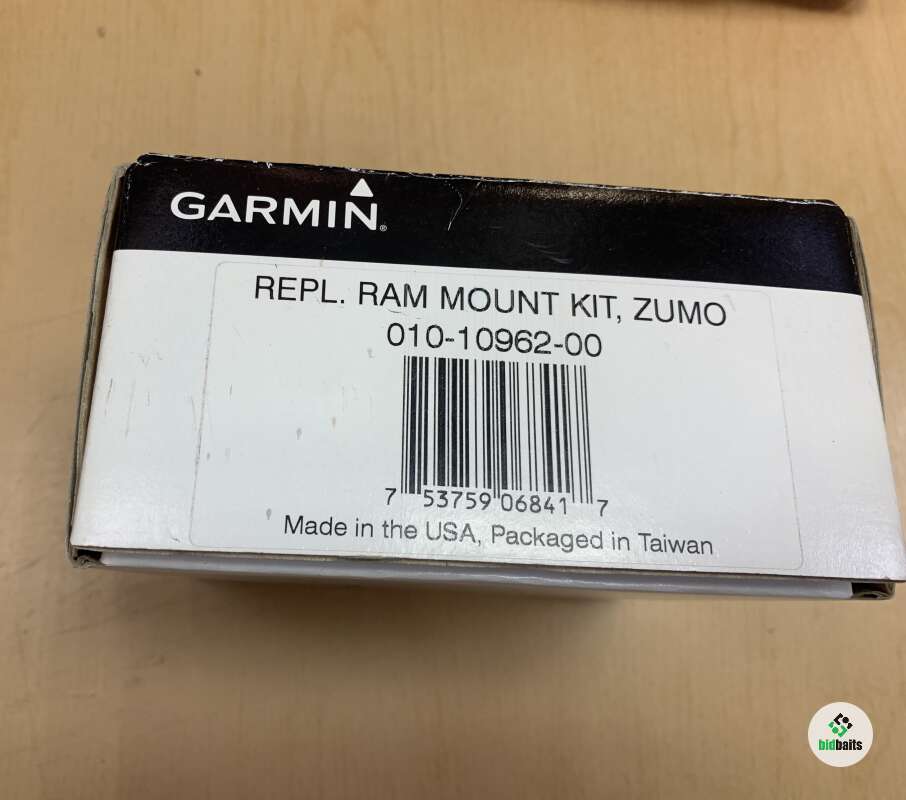 GARMIN®
REPL. RAM MOUNT KIT, ZUMO
010-10962-00
7 53759 06841 7
Made in the USA, Packaged in Taiwan
bidbaits